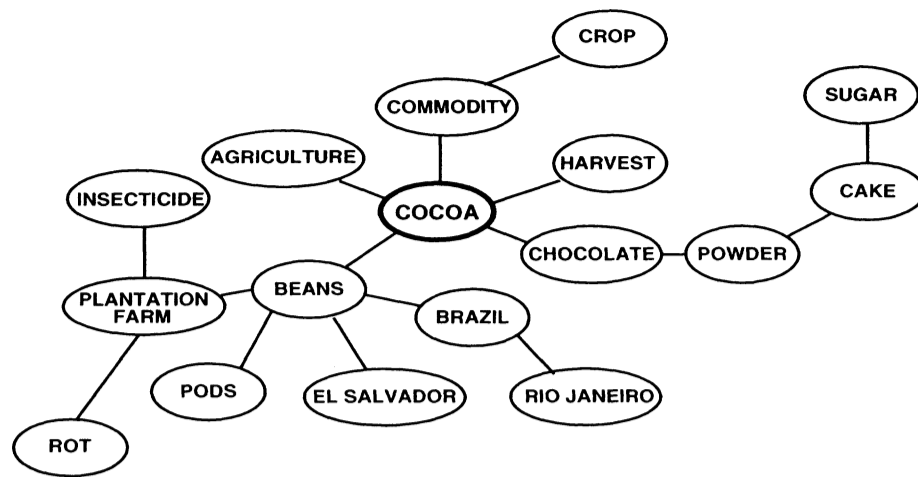 CROP
COMMODITY
SUGAR
AGRICULTURE
HARVEST
INSECTICIDE
COCOA
CAKE
CHOCOLATE
POWDER
BEANS
PLANTATION
FARM
BRAZIL
PODS
EL SALVADOR
RIO JANEIRO
ROT